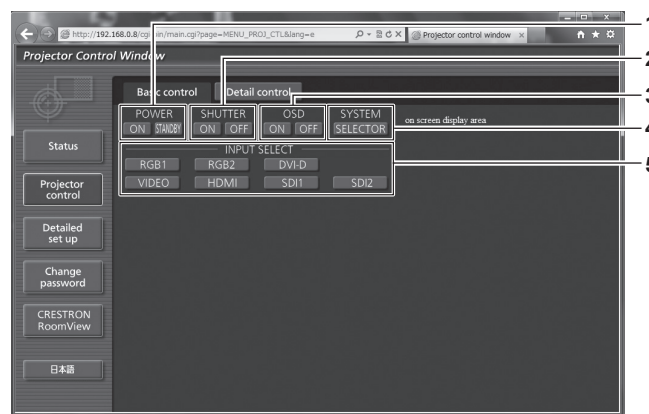 http://192.168.0.8/cgi-bin/main.cgi?page=MENU_PROJ_CTL&lang=e
Projector control window
Projector Control Window
Basic control
Detail control
POWER
SHUTTER
OSD
SYSTEM
ON
STANDBY
ON
OFF
ON
OFF
SELECTOR
on screen display area
INPUT SELECT
RGB1
RGB2
DVI-D
VIDEO
HDMI
SDI1
SDI2
Status
Projector control
Detailed set up
Change password
CRESTRON RoomView
日本語
1
2
3
4
5